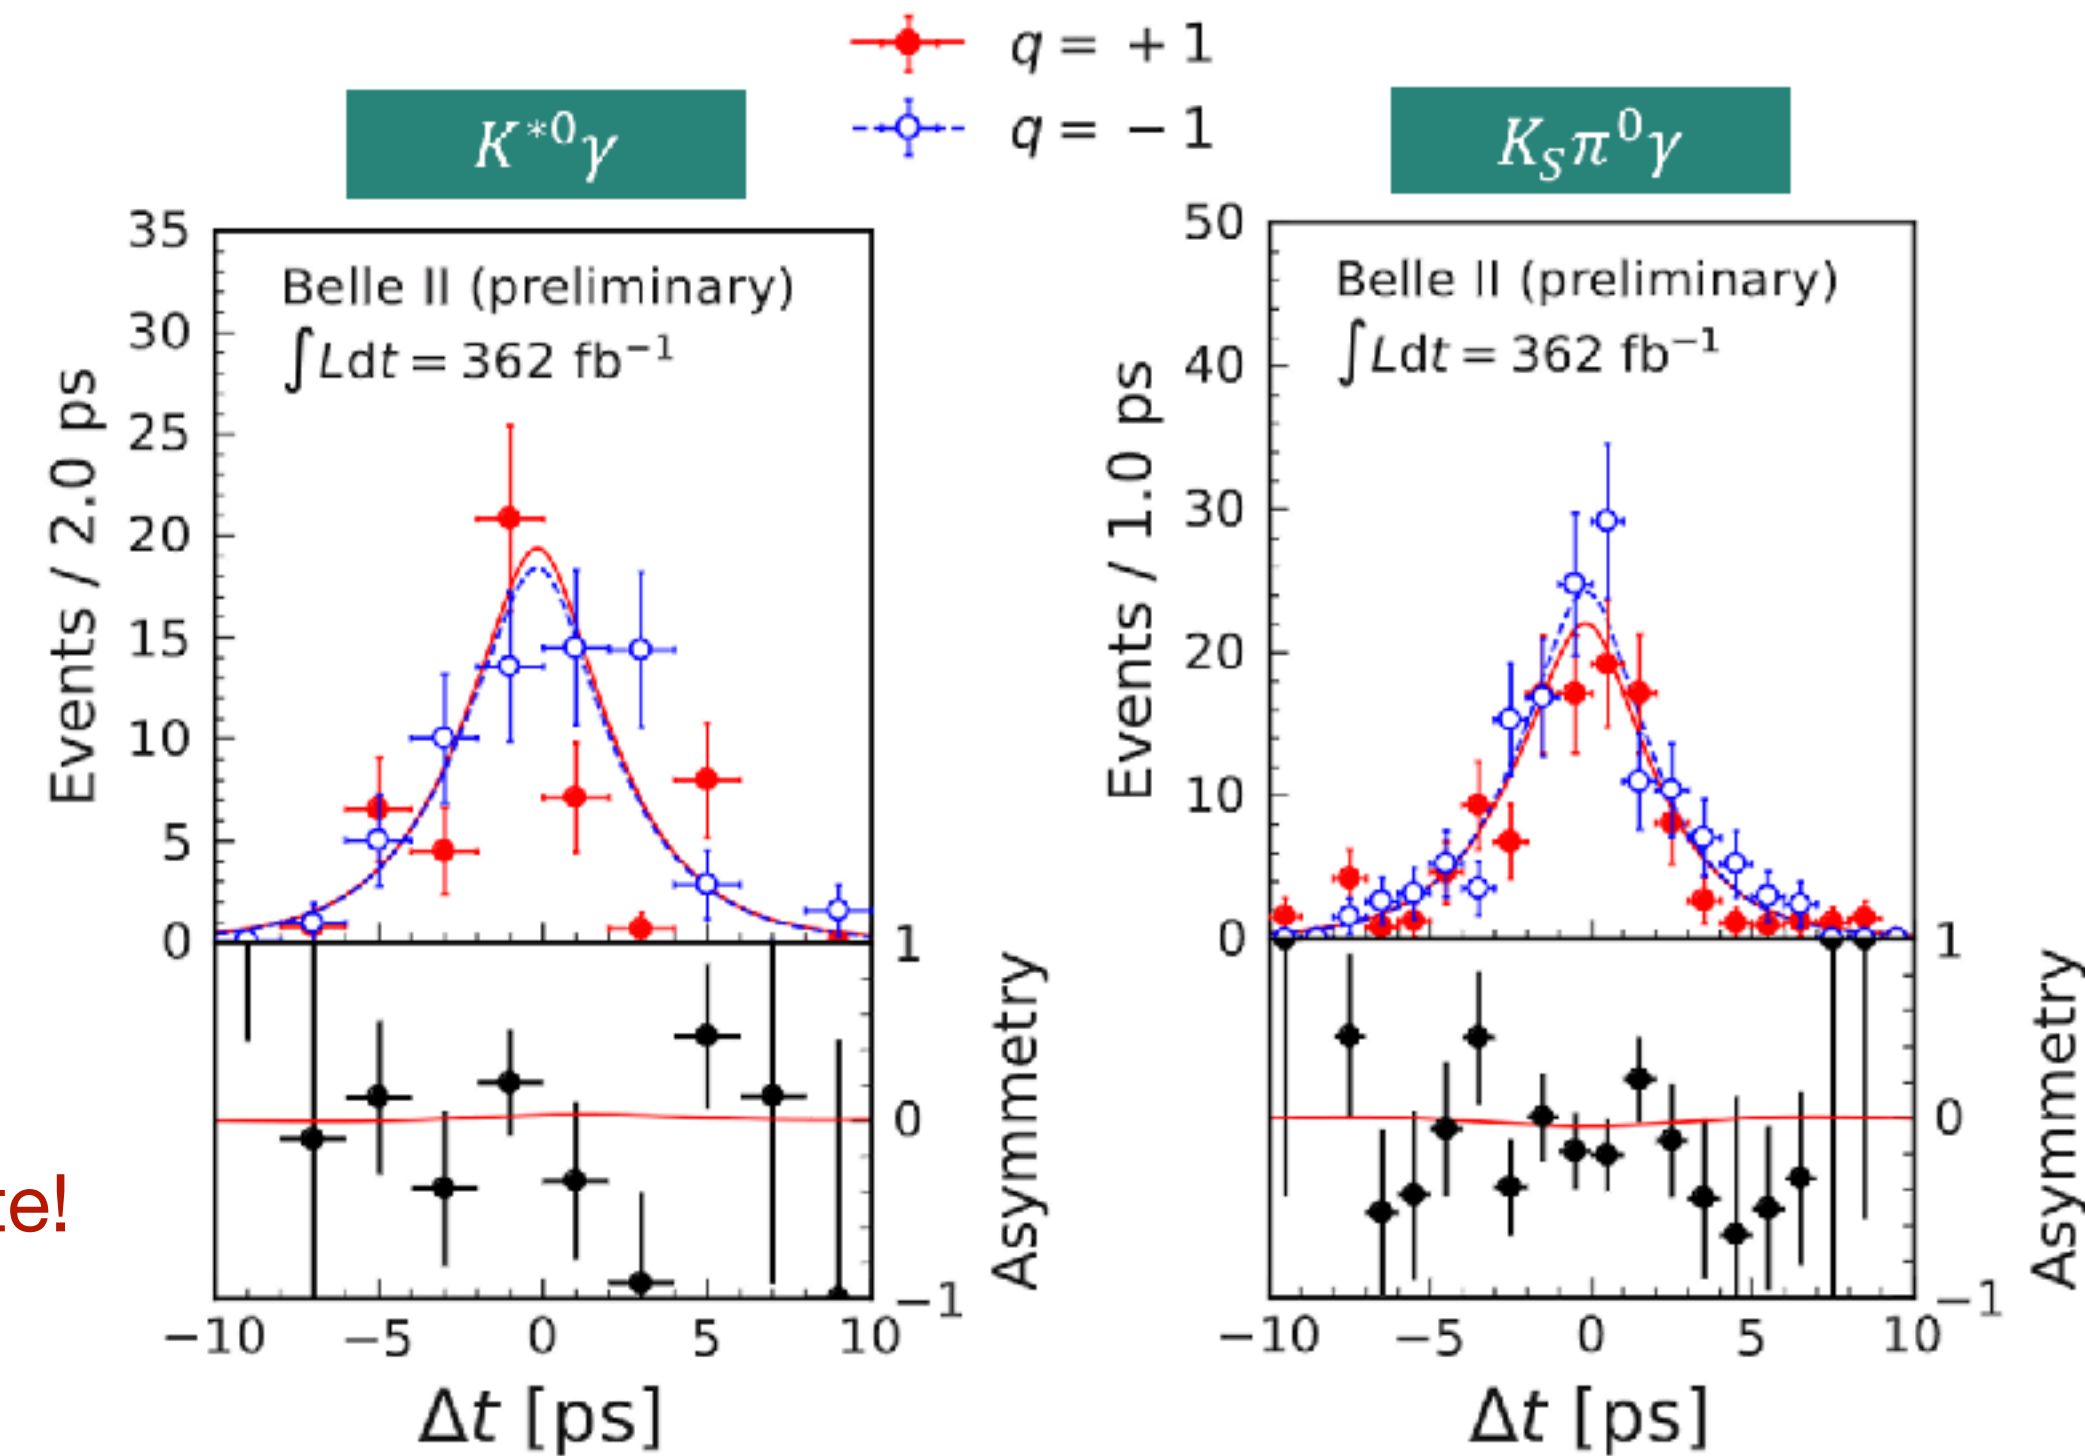 q = + 1
q = − 1
K*⁰γ
35
30
25
20
15
10
5
0
Events / 2.0 ps
Belle II (preliminary)
∫Ldt = 362 fb⁻¹
1
0
−1
Asymmetry
−10 −5 0 5 10
Δt [ps]
K_Sπ⁰γ
50
40
30
20
10
0
Events / 1.0 ps
Belle II (preliminary)
∫Ldt = 362 fb⁻¹
1
0
−1
Asymmetry
−10 −5 0 5 10
Δt [ps]